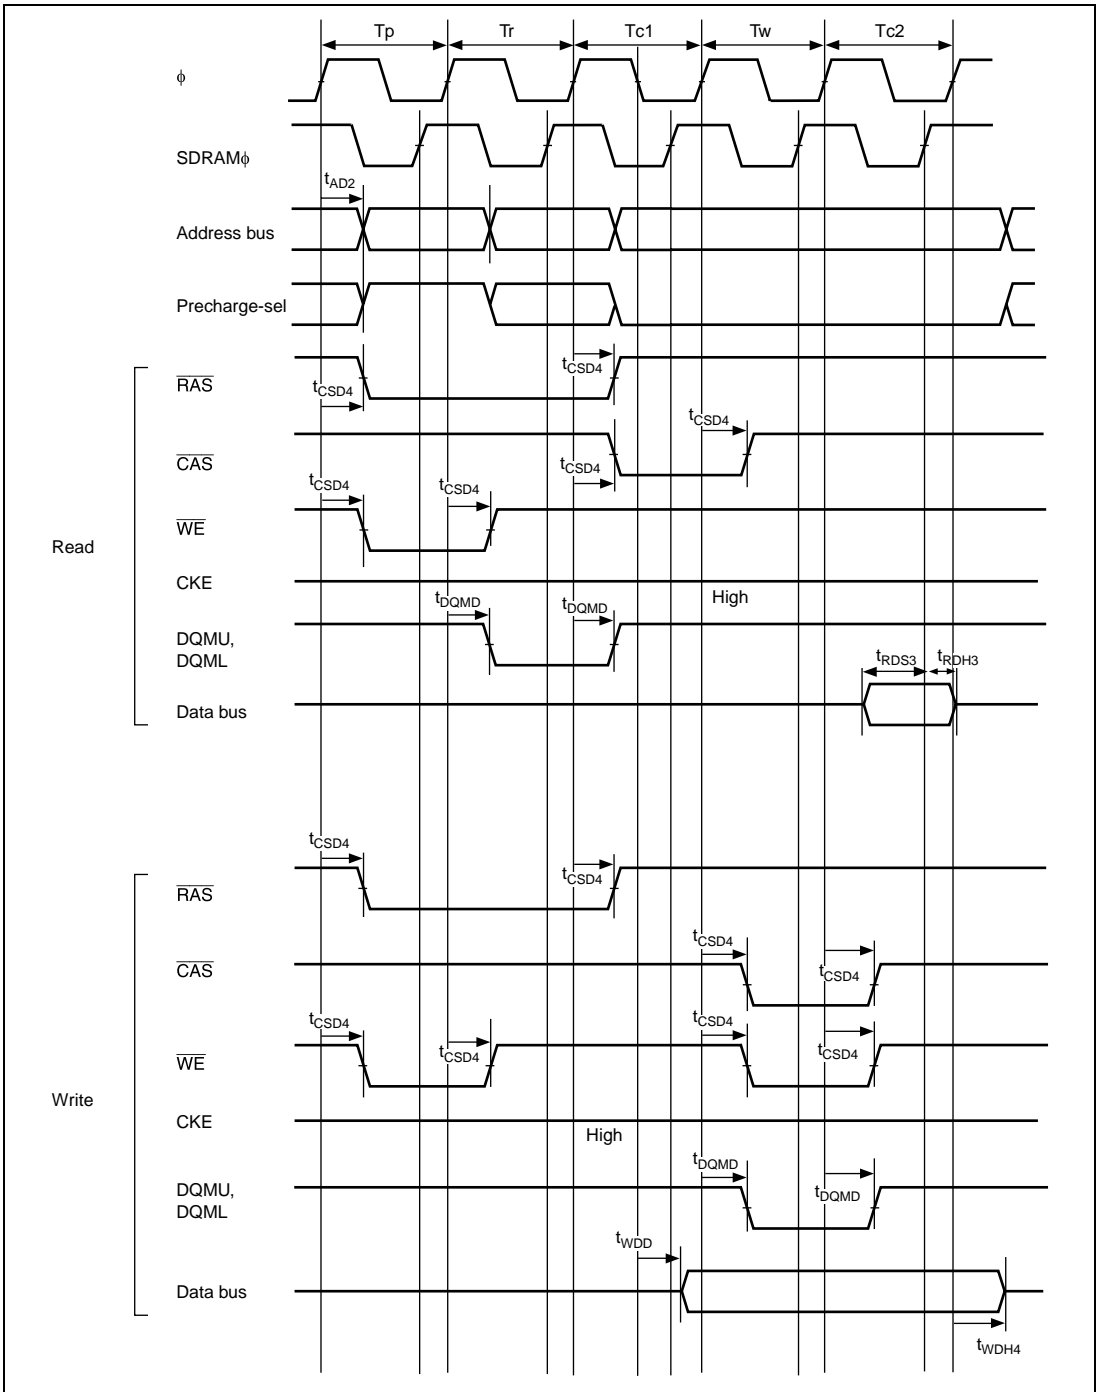 Tp Tr Tc1 Tw Tc2
ϕ
SDRAMϕ
tAD2
Address bus
Precharge-sel
RAS
tCSD4
tCSD4
tCSD4
CAS
tCSD4
tCSD4
tCSD4
WE
Read
CKE
High
tDQMD
tDQMD
DQMU,
DQML
tRDS3
tRDH3
Data bus
tCSD4
tCSD4
RAS
tCSD4
CAS
tCSD4
tCSD4
tCSD4
tCSD4
tCSD4
WE
Write
CKE
High
tDQMD
DQMU,
DQML
tDQMD
tWDD
Data bus
tWDH4